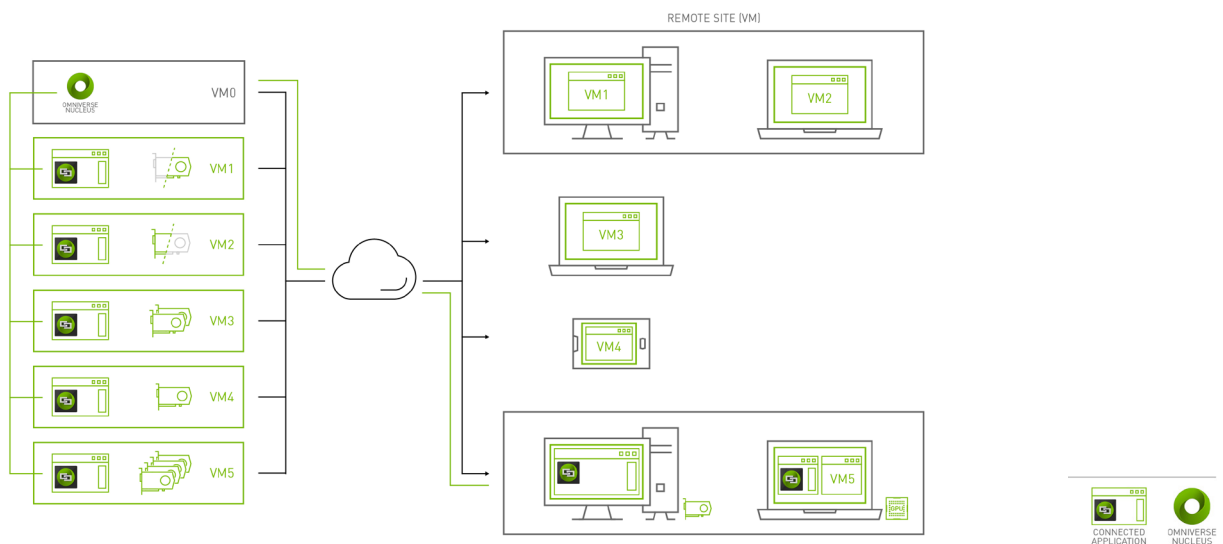 REMOTE SITE (VM)
OMNIVERSE
NUCLEUS
VM0
VM1
VM2
VM3
VM4
VM5
VM1
VM2
VM3
VM4
VM5
GPU
CONNECTED
APPLICATION
OMNIVERSE
NUCLEUS